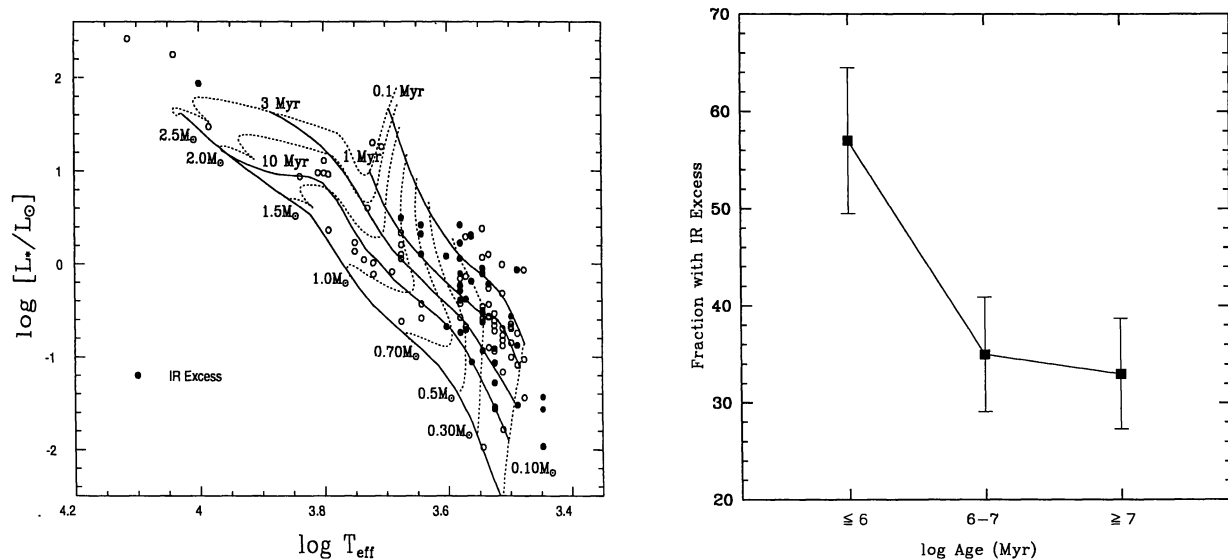 log [L*/L⊙]
2
1
0
-1
-2
4.2
4
3.8
3.6
3.4
log T_eff
3 Myr
0.1 Myr
10 Myr
1 Myr
2.5M⊙
2.0M⊙
1.5M⊙
1.0M⊙
0.70M⊙
0.5M⊙
0.30M⊙
0.10M⊙
IR Excess
Fraction with IR Excess
70
60
50
40
30
20
≤ 6
6−7
≥ 7
log Age (Myr)